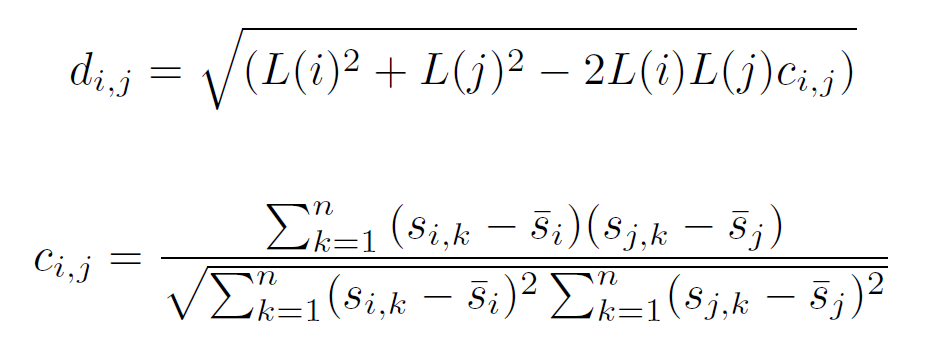 d_{i,j} = \sqrt{(L(i)^2 + L(j)^2 - 2L(i)L(j)c_{i,j})}
c_{i,j} = \frac{\sum_{k=1}^{n} (s_{i,k} - \bar{s}_i)(s_{j,k} - \bar{s}_j)}{\sqrt{\sum_{k=1}^{n} (s_{i,k} - \bar{s}_i)^2 \sum_{k=1}^{n} (s_{j,k} - \bar{s}_j)^2}}